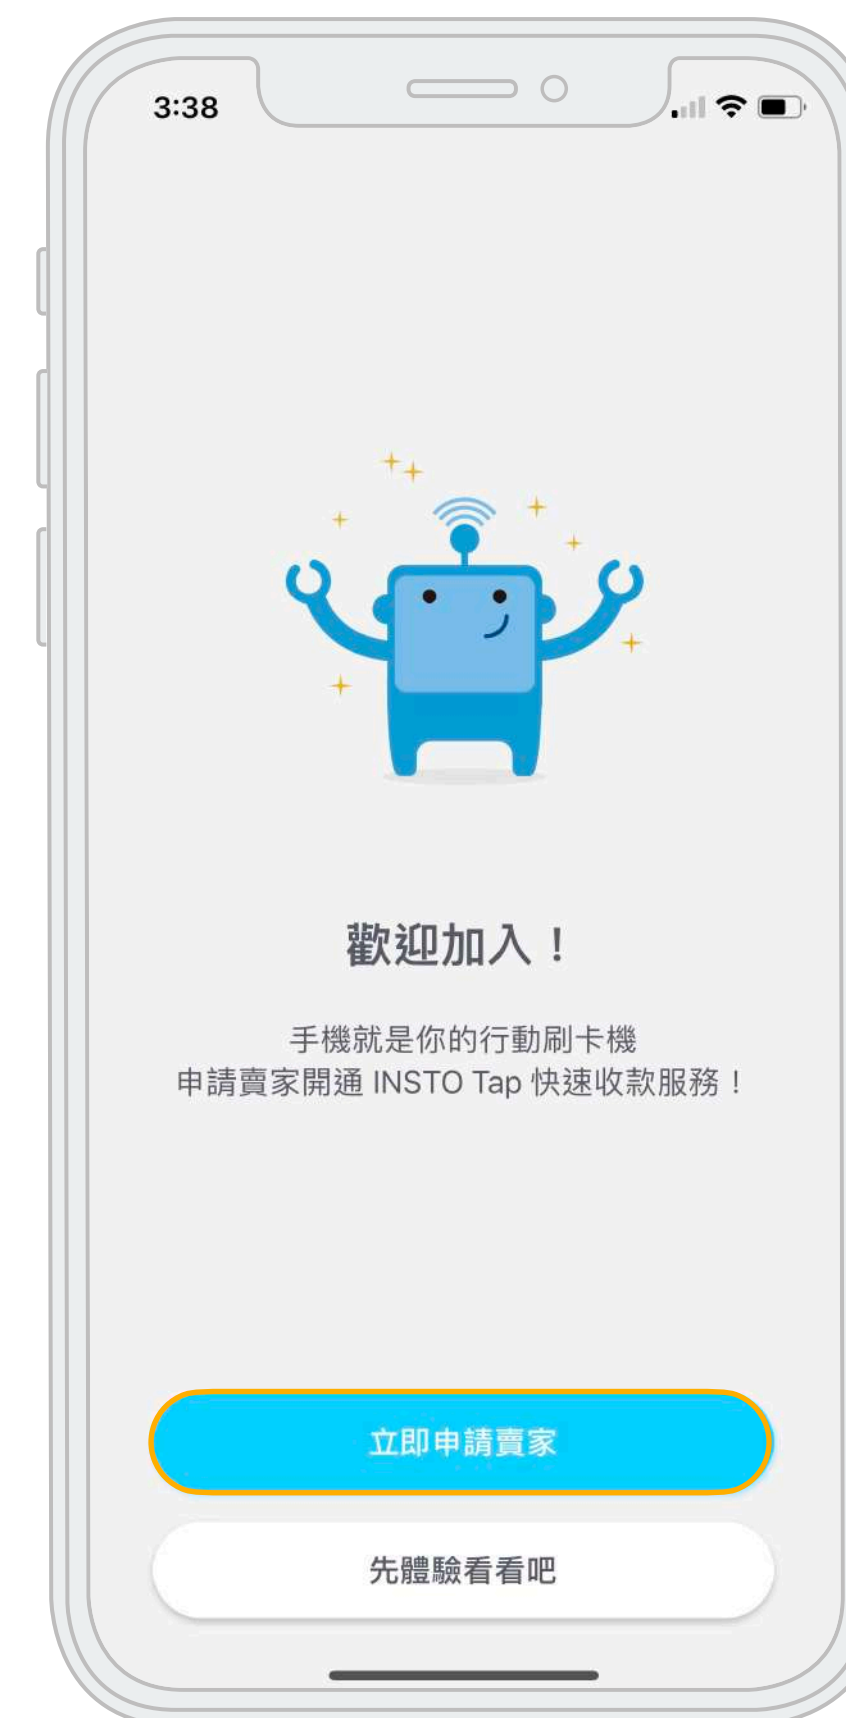 3:38
歡迎加入！
手機就是你的行動刷卡機
申請賣家開通 INSTO Tap 快速收款服務！
立即申請賣家
先體驗看看吧